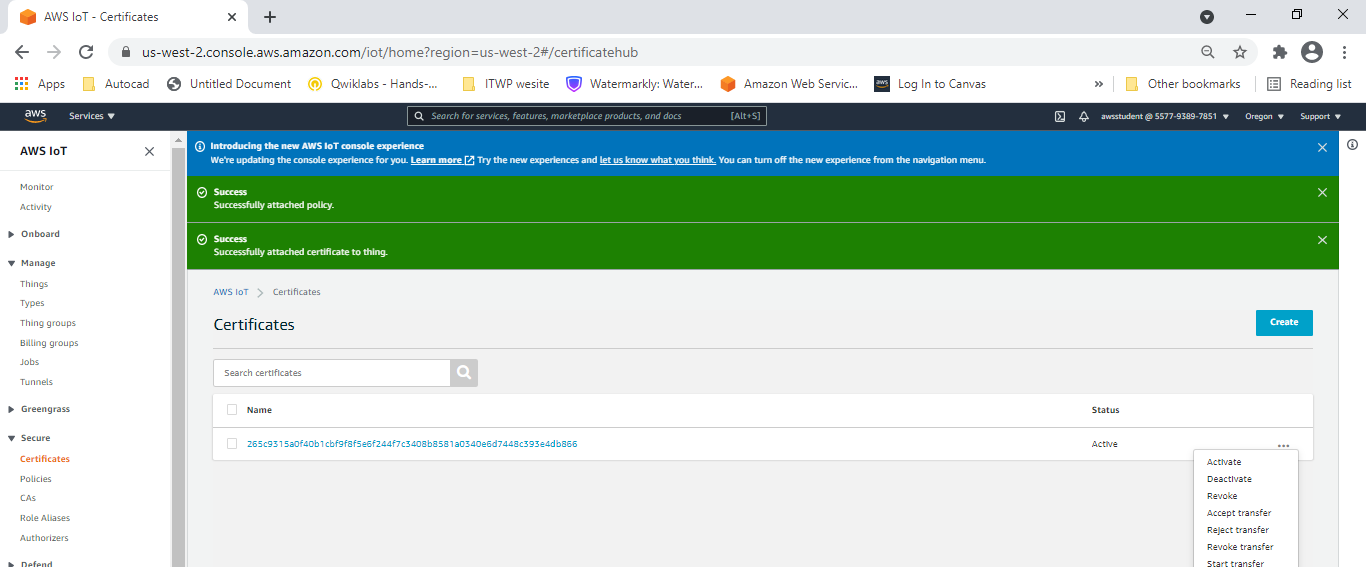 AWS IoT - Certificates
us-west-2.console.aws.amazon.com/iot/home?region=us-west-2#/certificatehub
Apps Autocad Untitled Document Qwiklabs - Hands-... ITWP wesite Watermarkly: Water... Amazon Web Servic... aws Log In to Canvas » Other bookmarks Reading list
aws Services Search for services, features, marketplace products, and docs [Alt+S] awsstudent @ 5577-9389-7851 Oregon Support
AWS IoT
Introducing the new AWS IoT console experience
We're updating the console experience for you. Learn more Try the new experiences and let us know what you think. You can turn off the new experience from the navigation menu.
Success
Successfully attached policy.
Success
Successfully attached certificate to thing.
Monitor
Activity
Onboard
Manage
Things
Types
Thing groups
Billing groups
Jobs
Tunnels
Greengrass
Secure
Certificates
Policies
CAs
Role Aliases
Authorizers
Defend
AWS IoT > Certificates
Certificates
Create
Search certificates
Name Status
265c9315a0f40b1cbf9f8f5e6f244f7c3408b8581a0340e6d7448c393e4db866 Active ...
Activate
Deactivate
Revoke
Accept transfer
Reject transfer
Revoke transfer
Start transfer